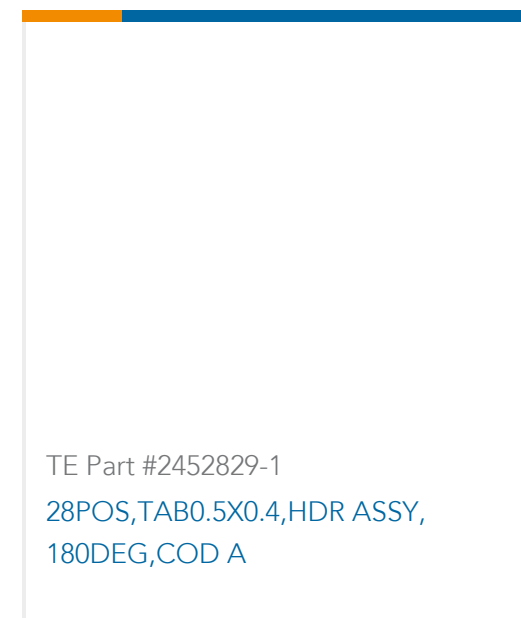 TE Part #2452829-1
28POS,TAB0.5X0.4,HDR ASSY,
180DEG,COD A